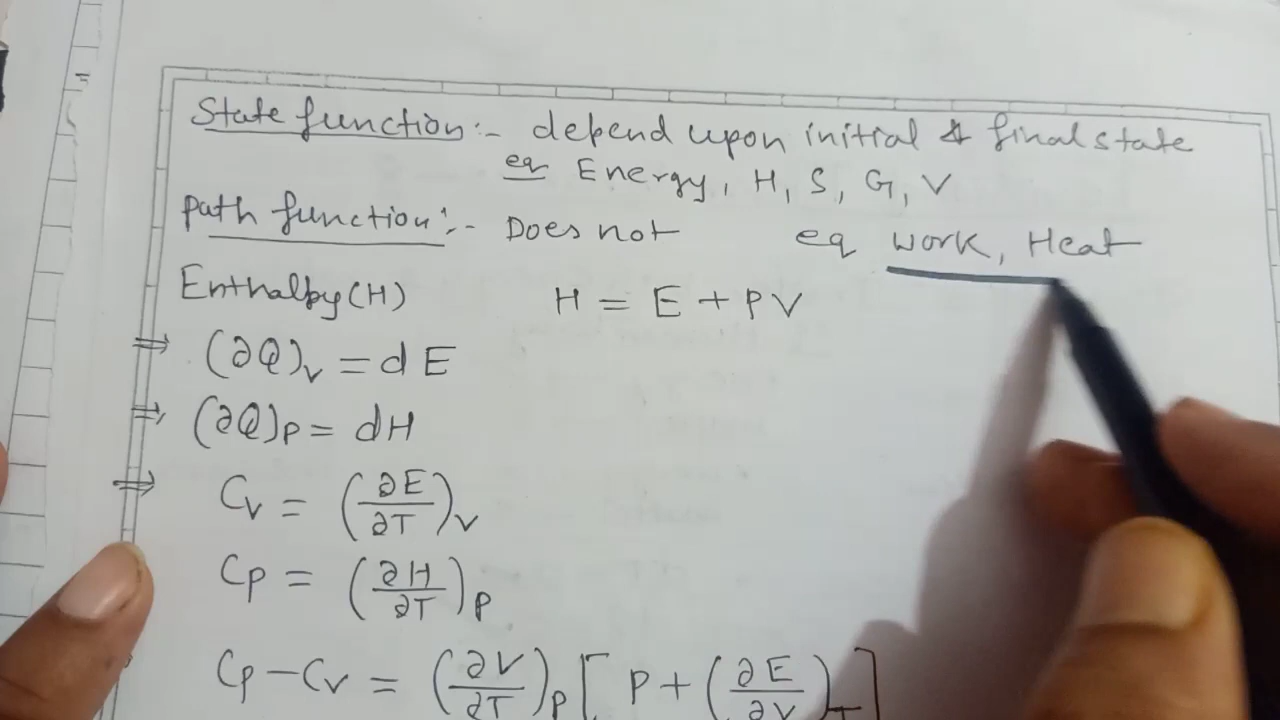 State function :- depend upon initial & final state
eg Energy, H, S, G, V
Path function :- Does not eg work, Heat
Enthalpy (H) H = E + PV
⇒ (∂Q)ᵥ = dE
⇒ (∂Q)P = dH
⇒ Cv = (∂E/∂T)v
Cp = (∂H/∂T)p
Cp - Cv = (∂V/∂T)p [P + (∂E/∂V)T]